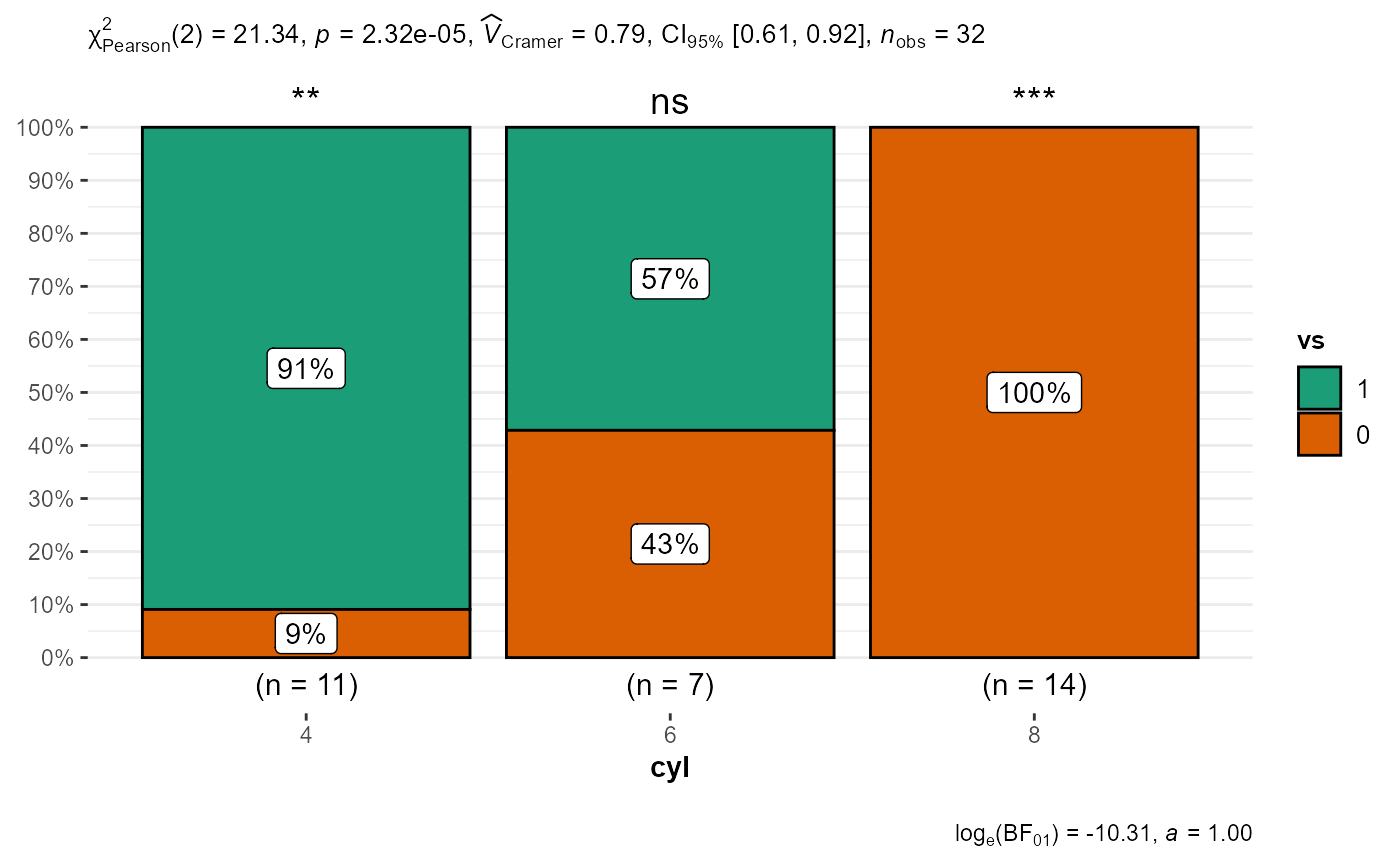 χ²Pearson(2) = 21.34, p = 2.32e-05, V̂Cramer = 0.79, CI95% [0.61, 0.92], nobs = 32
** ns ***
100%
90%
80%
70%
60%
50%
40%
30%
20%
10%
0%
91%
9%
57%
43%
100%
(n = 11) (n = 7) (n = 14)
4 6 8
cyl
vs
1
0
loge(BF01) = -10.31, a = 1.00